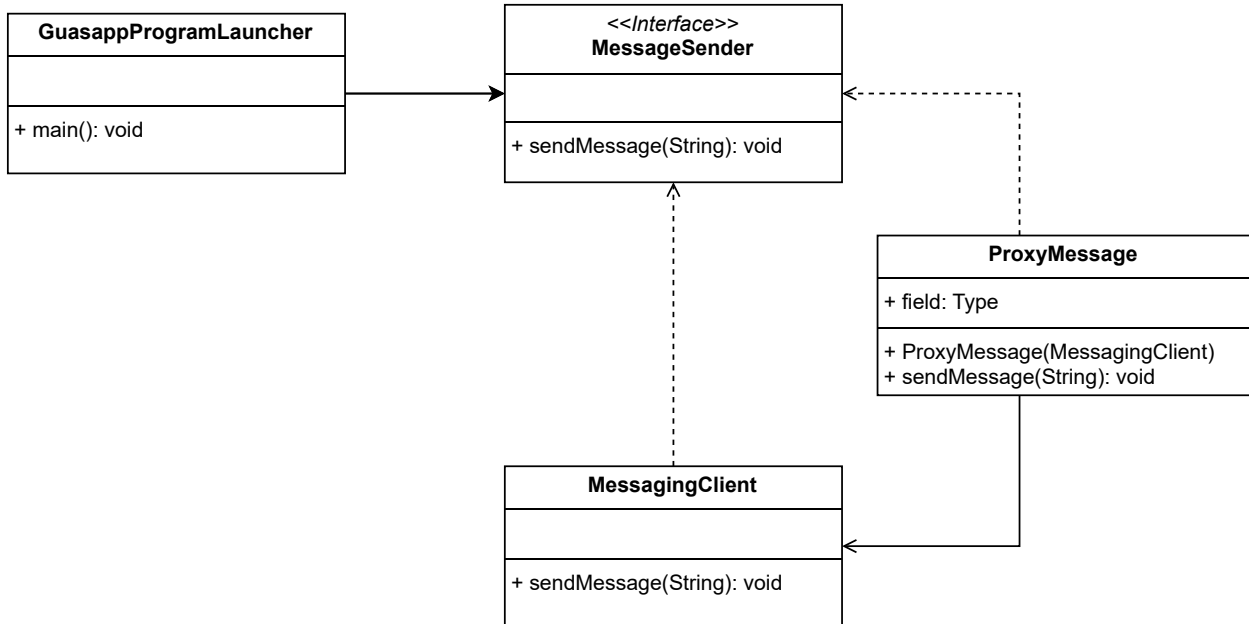 GuasappProgramLauncher
+ main(): void
<<Interface>>
MessageSender
+ sendMessage(String): void
ProxyMessage
+ field: Type
+ ProxyMessage(MessagingClient)
+ sendMessage(String): void
MessagingClient
+ sendMessage(String): void